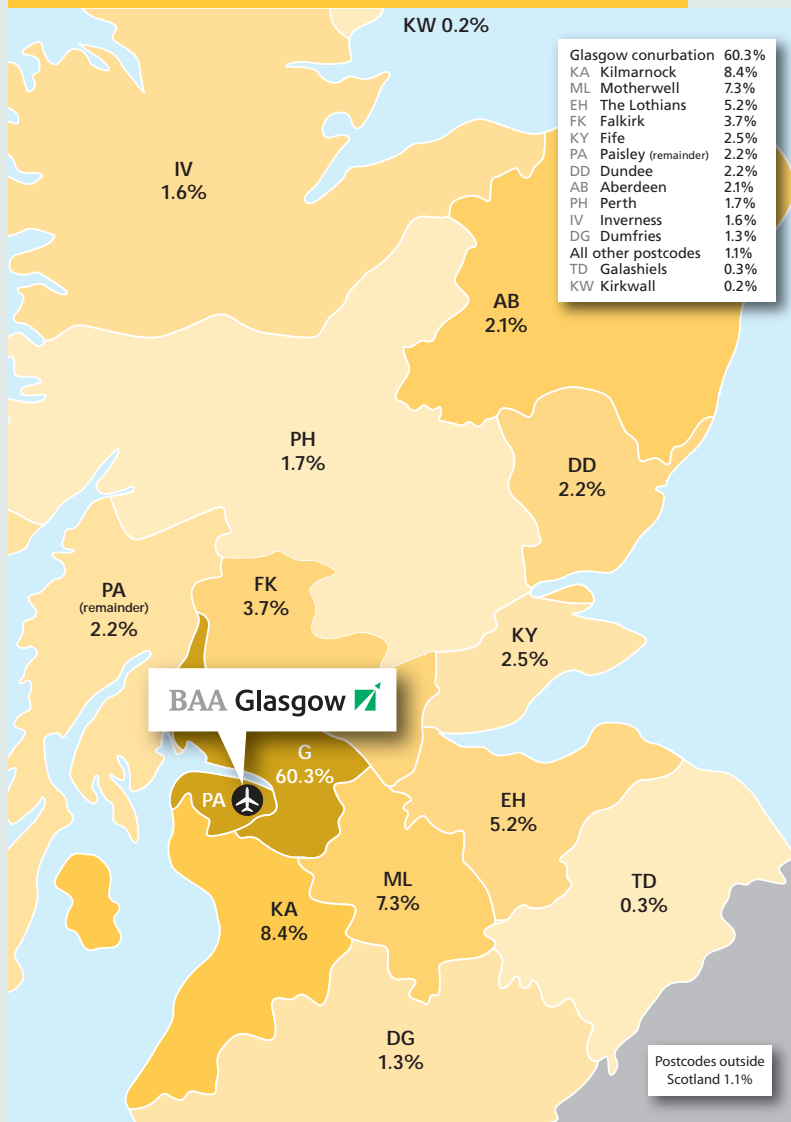 KW 0.2%
Glasgow conurbation 60.3%
KA Kilmarnock 8.4%
ML Motherwell 7.3%
EH The Lothians 5.2%
FK Falkirk 3.7%
KY Fife 2.5%
PA Paisley (remainder) 2.2%
DD Dundee 2.2%
AB Aberdeen 2.1%
PH Perth 1.7%
IV Inverness 1.6%
DG Dumfries 1.3%
All other postcodes 1.1%
TD Galashiels 0.3%
KW Kirkwall 0.2%
IV
1.6%
AB
2.1%
PH
1.7%
DD
2.2%
PA
(remainder)
2.2%
FK
3.7%
KY
2.5%
BAA Glasgow
G
60.3%
PA
EH
5.2%
ML
7.3%
TD
0.3%
KA
8.4%
DG
1.3%
Postcodes outside
Scotland 1.1%